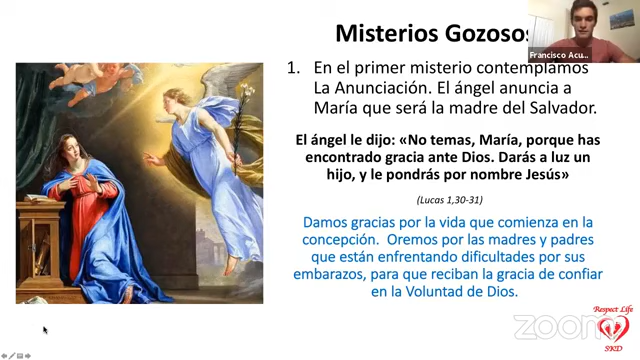 Misterios Gozosos
Francisco Acu...
1. En el primer misterio contemplamos
La Anunciación. El ángel anuncia a
María que será la madre del Salvador.
El ángel le dijo: «No temas, María, porque has
encontrado gracia ante Dios. Darás a luz un
hijo, y le pondrás por nombre Jesús»
(Lucas 1,30-31)
Damos gracias por la vida que comienza en la
concepción. Oremos por las madres y padres
que están enfrentando dificultades por sus
embarazos, para que reciban la gracia de confiar
en la Voluntad de Dios.
Respect Life
zoom
SKD